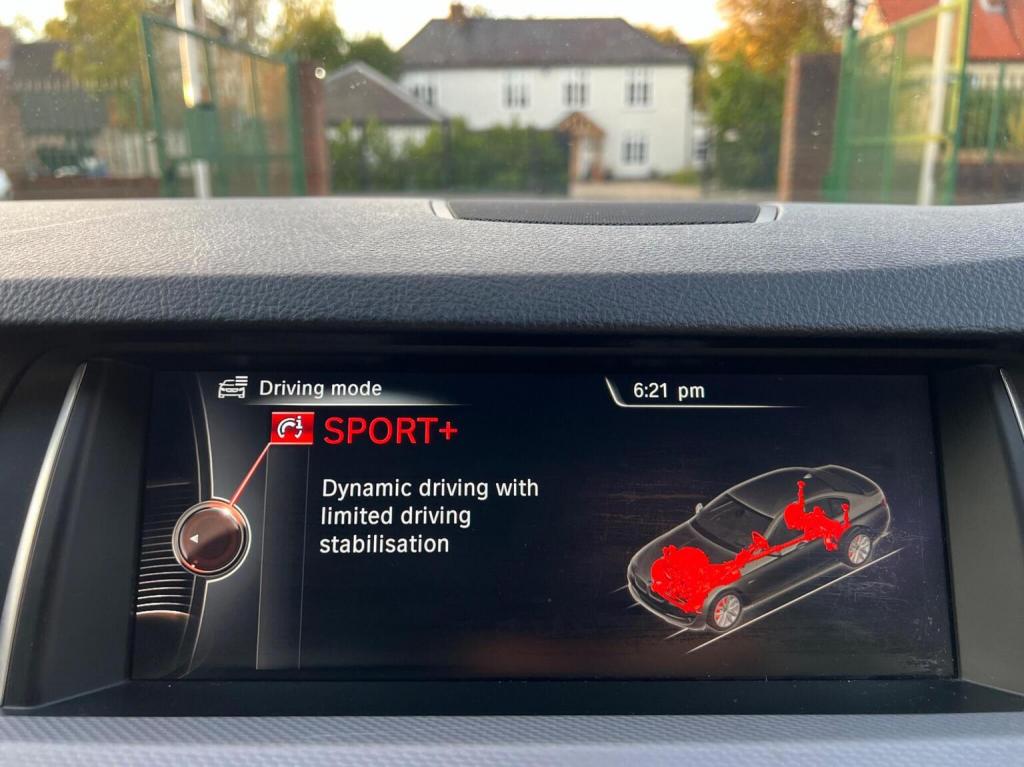 Driving mode
6:21 pm
SPORT+
Dynamic driving with
limited driving
stabilisation